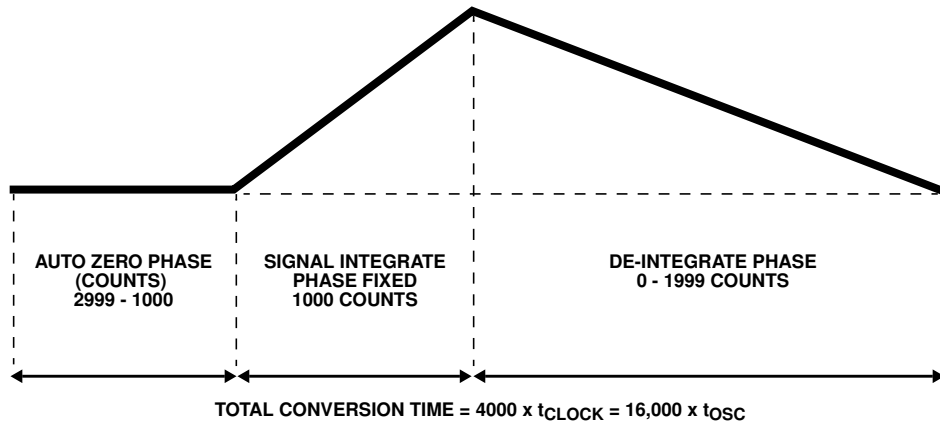 AUTO ZERO PHASE
(COUNTS)
2999 - 1000
SIGNAL INTEGRATE
PHASE FIXED
1000 COUNTS
DE-INTEGRATE PHASE
0 - 1999 COUNTS
TOTAL CONVERSION TIME = 4000 x tCLOCK = 16,000 x tOSC